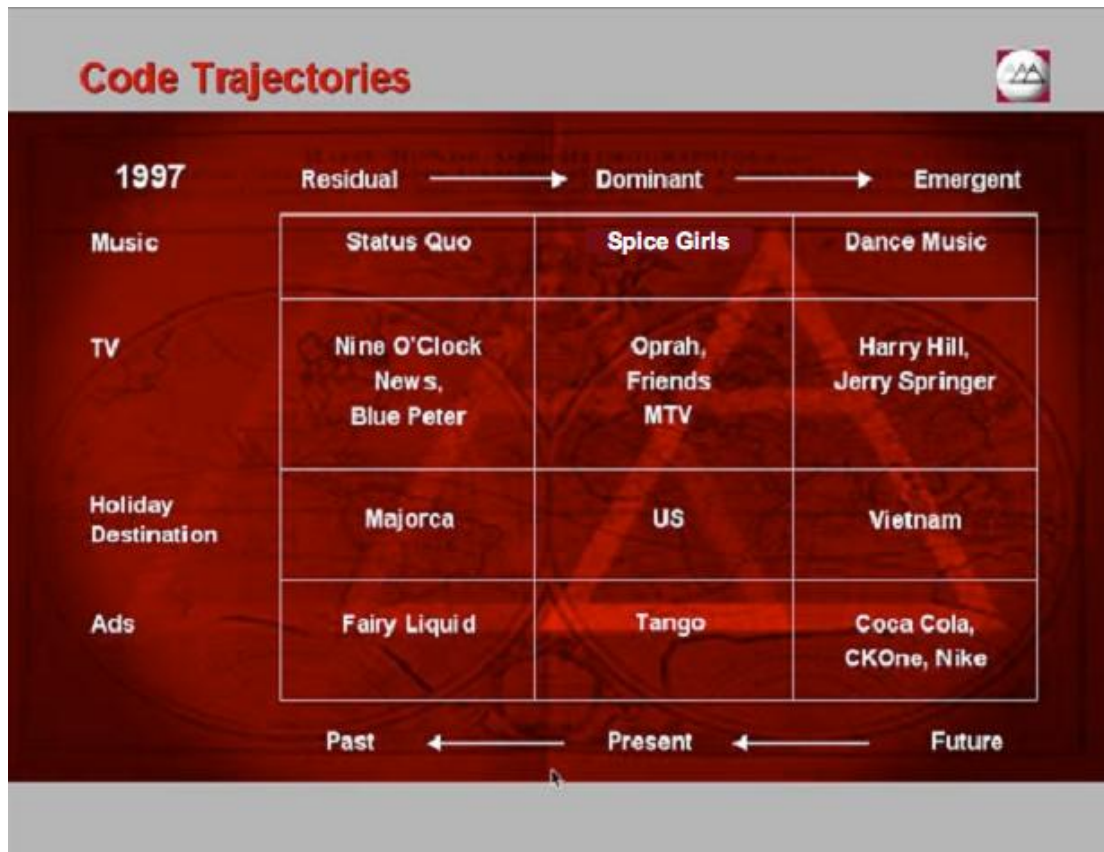 Code Trajectories
1997 Residual Dominant Emergent
Music Status Quo Spice Girls Dance Music
TV Nine O'Clock Oprah, Harry Hill,
News, Friends Jerry Springer
Blue Peter MTV
Holiday
Destination Majorca US Vietnam
Ads Fairy Liquid Tango Coca Cola,
CKOne, Nike
Past Present Future